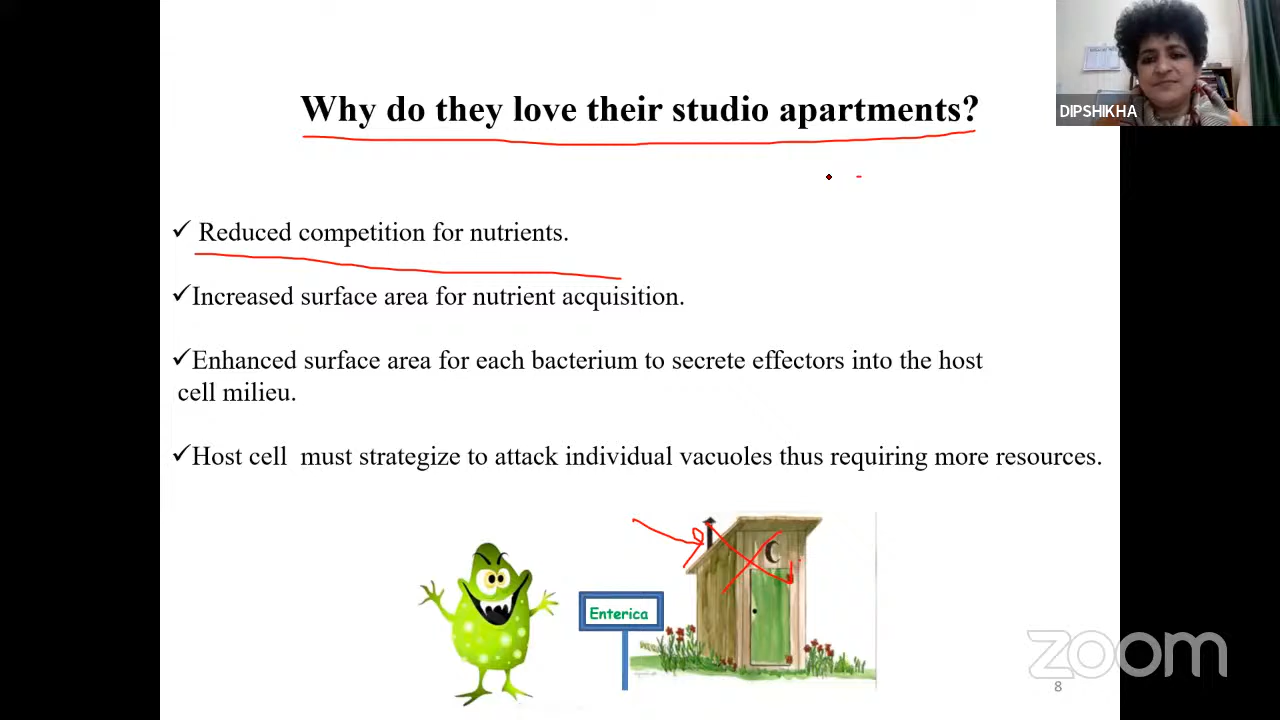 Why do they love their studio apartments?
DIPSHIKHA
✓ Reduced competition for nutrients.
✓Increased surface area for nutrient acquisition.
✓Enhanced surface area for each bacterium to secrete effectors into the host
cell milieu.
✓Host cell must strategize to attack individual vacuoles thus requiring more resources.
Enterica
zoom
8